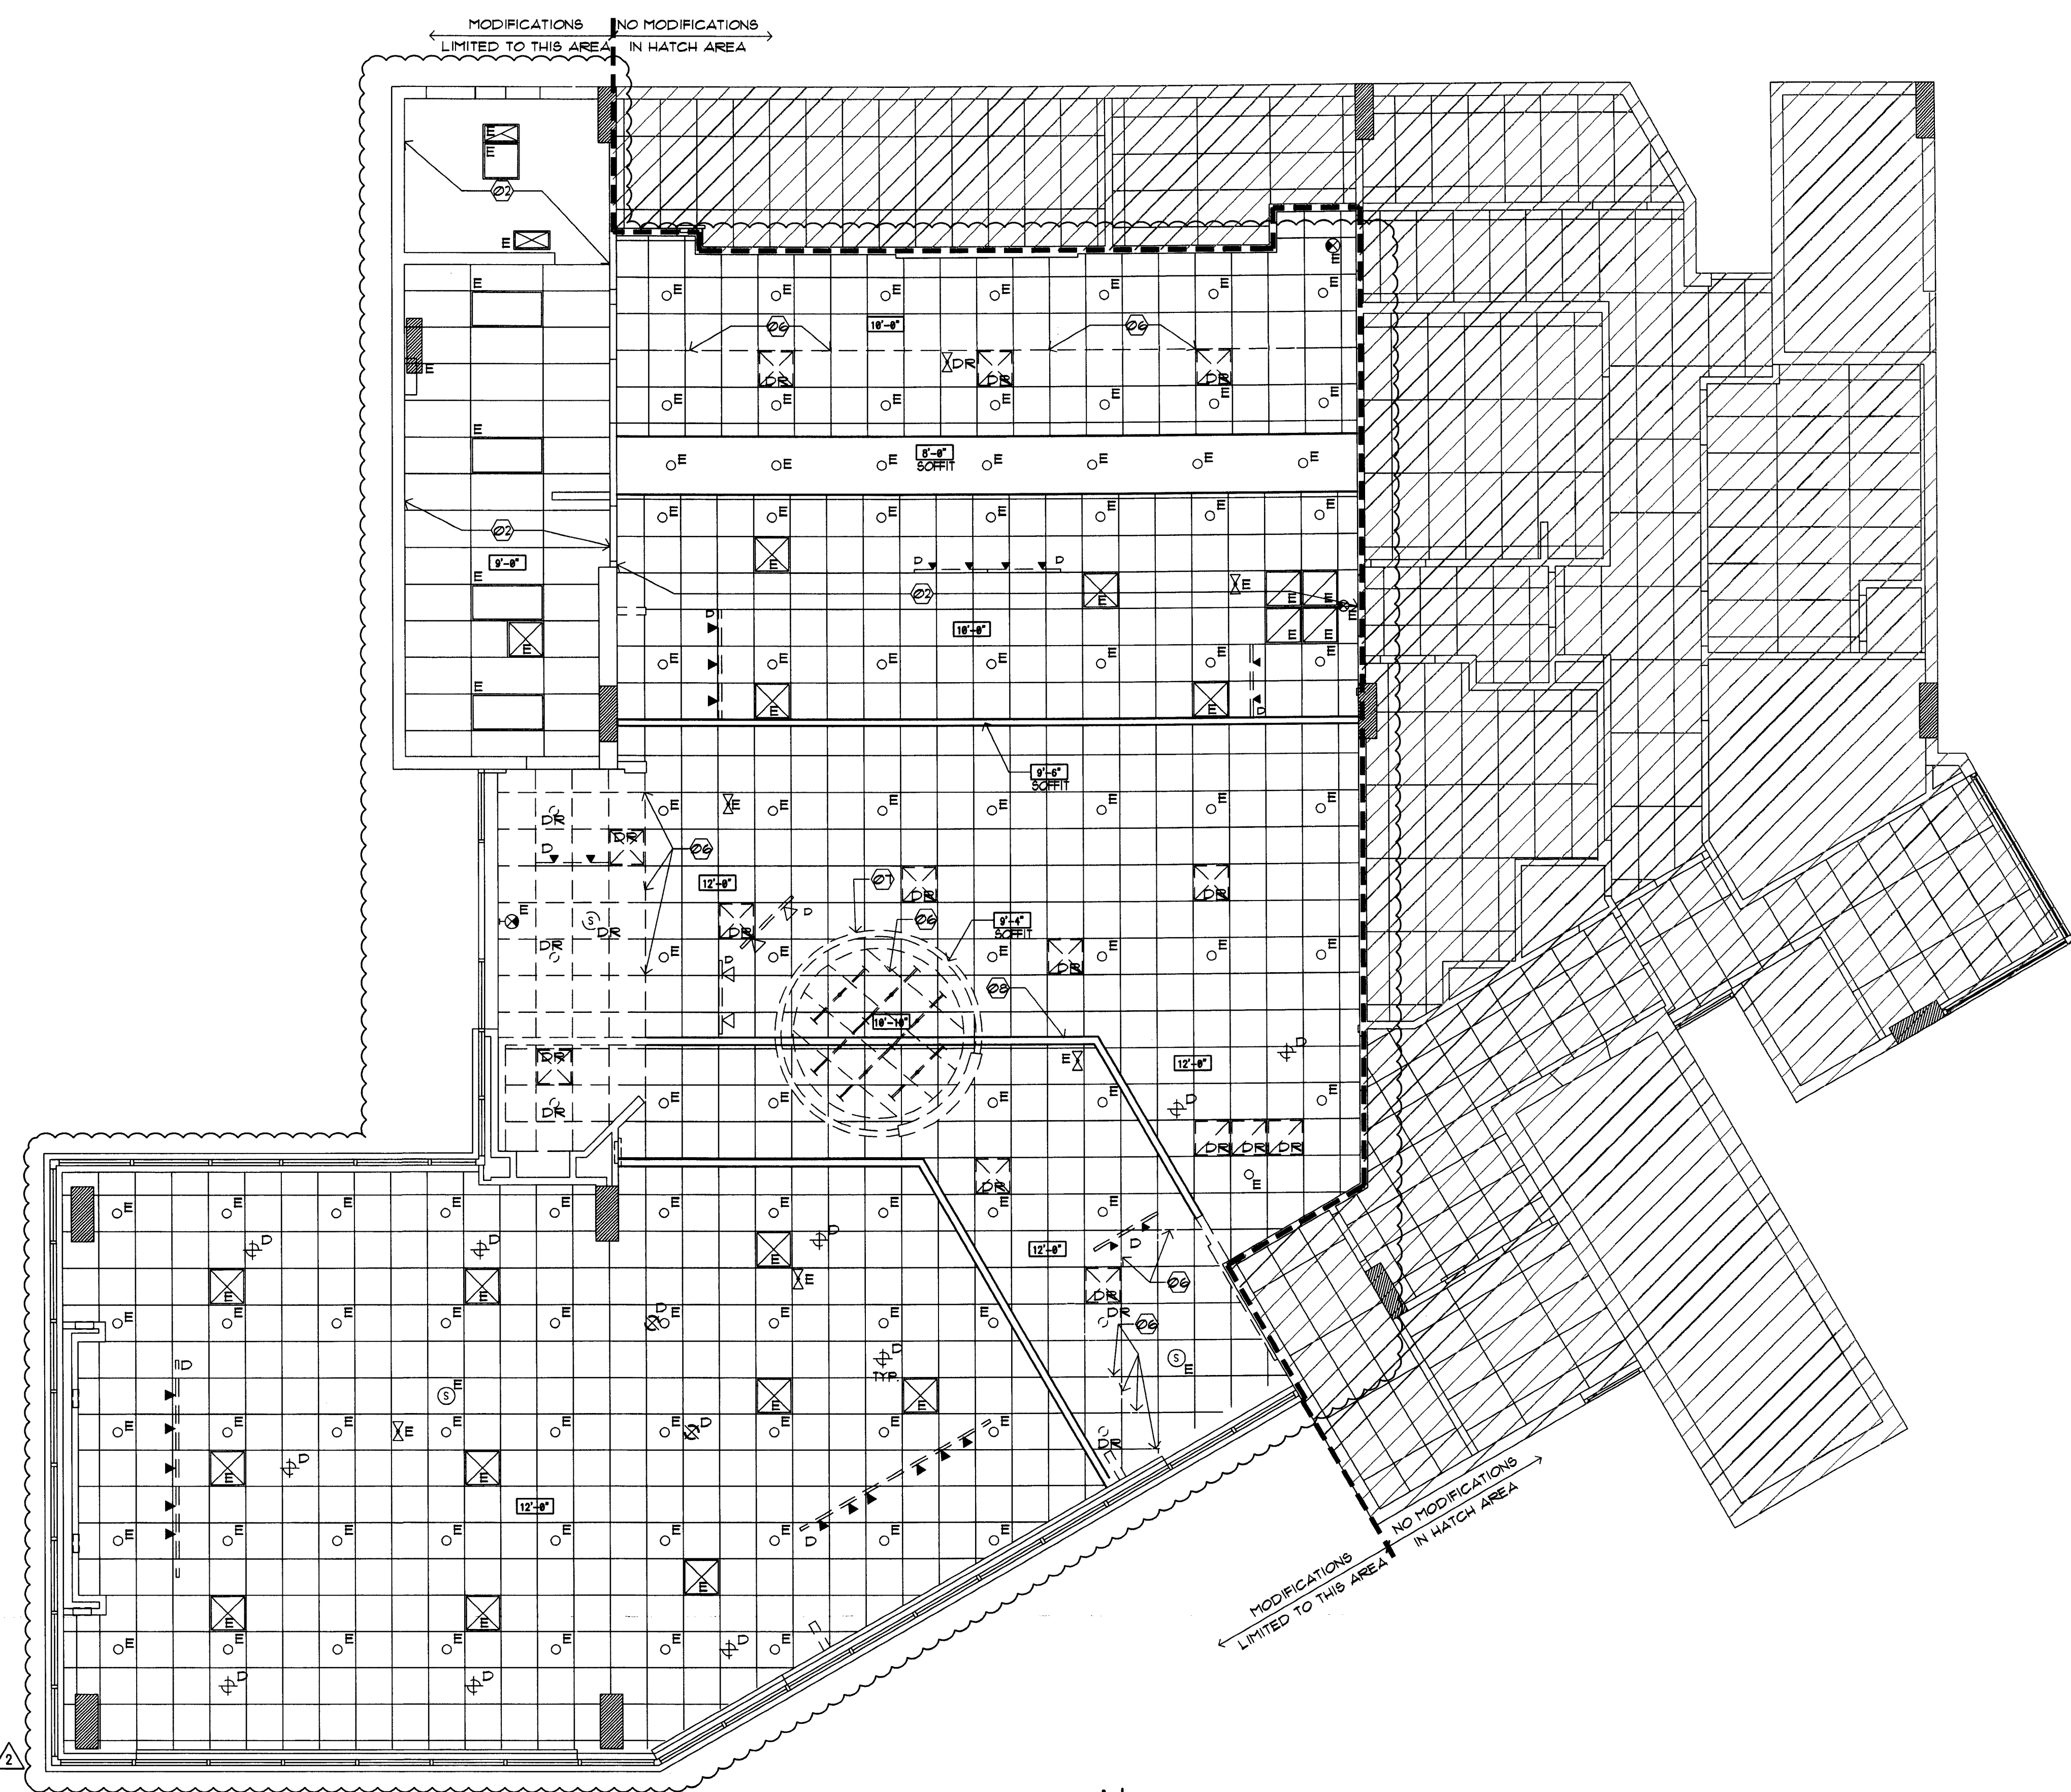 MODIFICATIONS
LIMITED TO THIS AREA
NO MODIFICATIONS
IN HATCH AREA
E
E
02
E
E
E
E E E E E E E
06
10'-0"
06
DR
DR
DR
DR
E
E E E E E E E
E
8'-0"
SOFFIT
E E E E E E E
E E E E E E E
02
9'-0"
E
D
D
E
E
E
E E
E E
E
02
E
D
10'-0"
E
E E E E E E E
E
E
E
D
9'-6"
SOFFIT
E
E
E E E E E E
DR
DR
D
06
12'-0"
07
DR
DR
E
S
DR
DR
DR
D
06
9'-4"
SOFFIT
E E E E E E
DR
D
08
10'-10"
E
12'-0"
D
DR
DR
E E E E E
D
DR DR DR
DR
E
E E E E E E E E E E
D
D
D
12'-0"
D
E
E
E
E
06
DR
DR
E E E E E
D
E
E E E
06
D
TYP.
S
E
D
S
E
E
E
E E E
E
E E
D
E E E
DR
D
E
E
12'-0"
D
E E E E E E E E E
E
E
E
E E E E E E
D
D
D
D
NO MODIFICATIONS
IN HATCH AREA
MODIFICATIONS
LIMITED TO THIS AREA
2